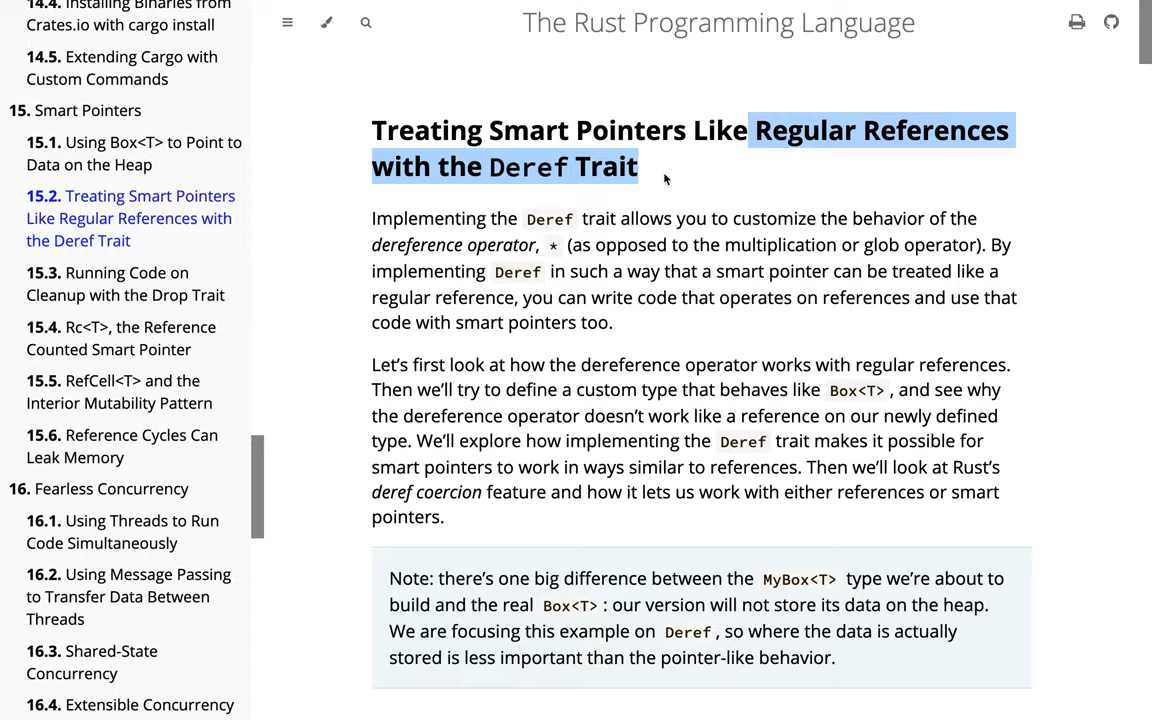 14.4. Installing Binaries from
Crates.io with cargo install
14.5. Extending Cargo with
Custom Commands
15. Smart Pointers
15.1. Using Box<T> to Point to
Data on the Heap
15.2. Treating Smart Pointers
Like Regular References with
the Deref Trait
15.3. Running Code on
Cleanup with the Drop Trait
15.4. Rc<T>, the Reference
Counted Smart Pointer
15.5. RefCell<T> and the
Interior Mutability Pattern
15.6. Reference Cycles Can
Leak Memory
16. Fearless Concurrency
16.1. Using Threads to Run
Code Simultaneously
16.2. Using Message Passing
to Transfer Data Between
Threads
16.3. Shared-State
Concurrency
16.4. Extensible Concurrency
The Rust Programming Language
Treating Smart Pointers Like Regular References
with the Deref Trait
Implementing the Deref trait allows you to customize the behavior of the
dereference operator, * (as opposed to the multiplication or glob operator). By
implementing Deref in such a way that a smart pointer can be treated like a
regular reference, you can write code that operates on references and use that
code with smart pointers too.
Let’s first look at how the dereference operator works with regular references.
Then we’ll try to define a custom type that behaves like Box<T>, and see why
the dereference operator doesn’t work like a reference on our newly defined
type. We’ll explore how implementing the Deref trait makes it possible for
smart pointers to work in ways similar to references. Then we’ll look at Rust’s
deref coercion feature and how it lets us work with either references or smart
pointers.
Note: there’s one big difference between the MyBox<T> type we’re about to
build and the real Box<T>: our version will not store its data on the heap.
We are focusing this example on Deref, so where the data is actually
stored is less important than the pointer-like behavior.